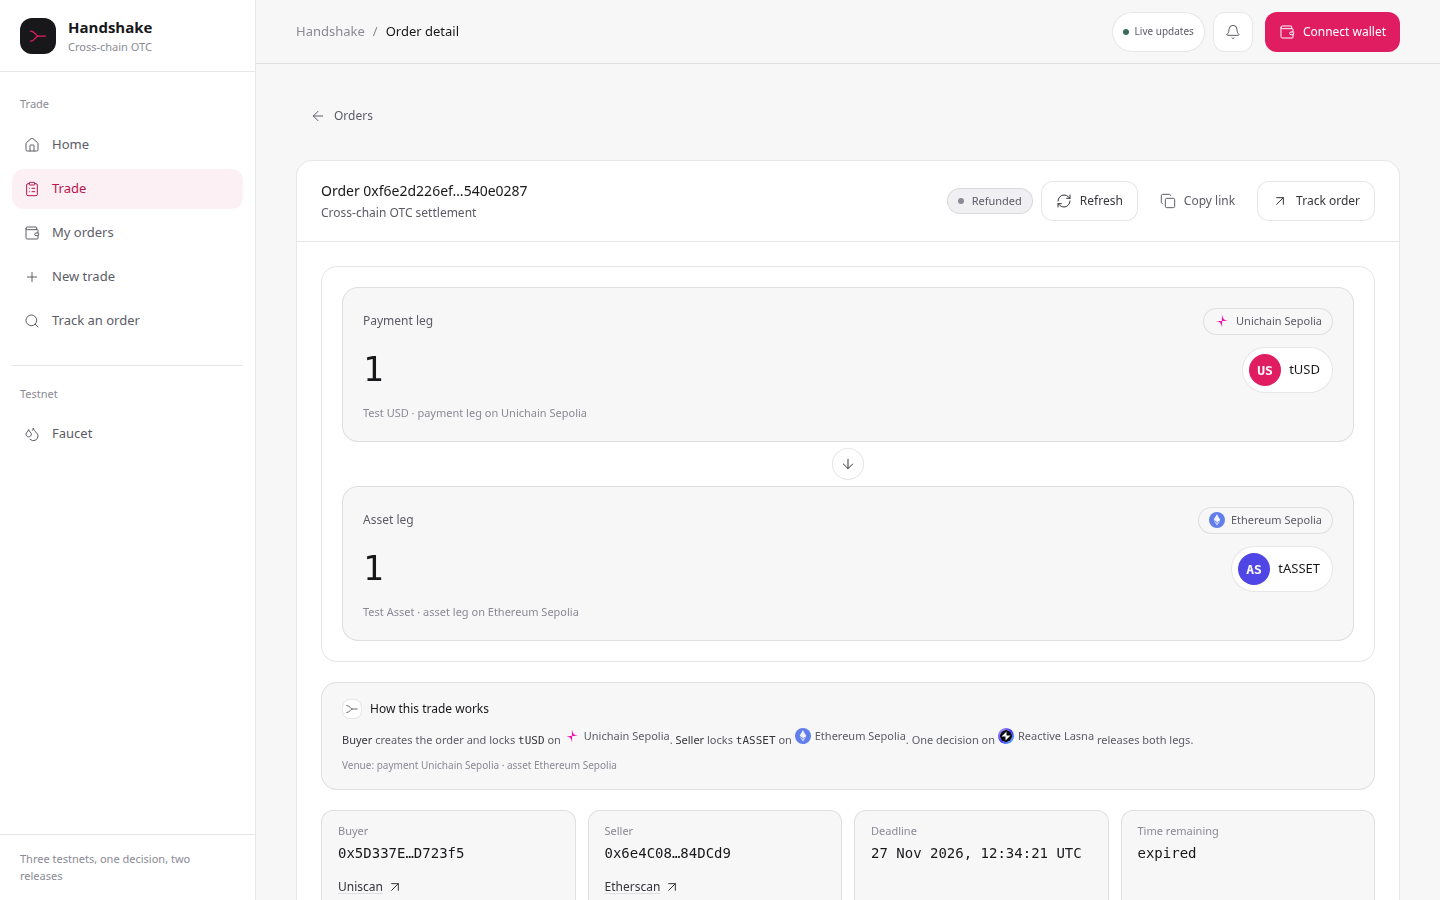 Handshake
Cross-chain OTC
Trade
Home
Trade
My orders
New trade
Track an order
Testnet
Faucet
Three testnets, one decision, two
releases
Handshake / Order detail
Live updates
Connect wallet
Orders
Order 0xf6e2d226ef…540e0287
Cross-chain OTC settlement
Refunded
Refresh
Copy link
Track order
Payment leg
Unichain Sepolia
1
US tUSD
Test USD · payment leg on Unichain Sepolia
Asset leg
Ethereum Sepolia
1
AS tASSET
Test Asset · asset leg on Ethereum Sepolia
How this trade works
Buyer creates the order and locks tUSD on Unichain Sepolia. Seller locks tASSET on Ethereum Sepolia. One decision on Reactive Lasna releases both legs.
Venue: payment Unichain Sepolia · asset Ethereum Sepolia
Buyer
0x5D337E…D723f5
Uniscan
Seller
0x6e4C08…84DCd9
Etherscan
Deadline
27 Nov 2026, 12:34:21 UTC
Time remaining
expired